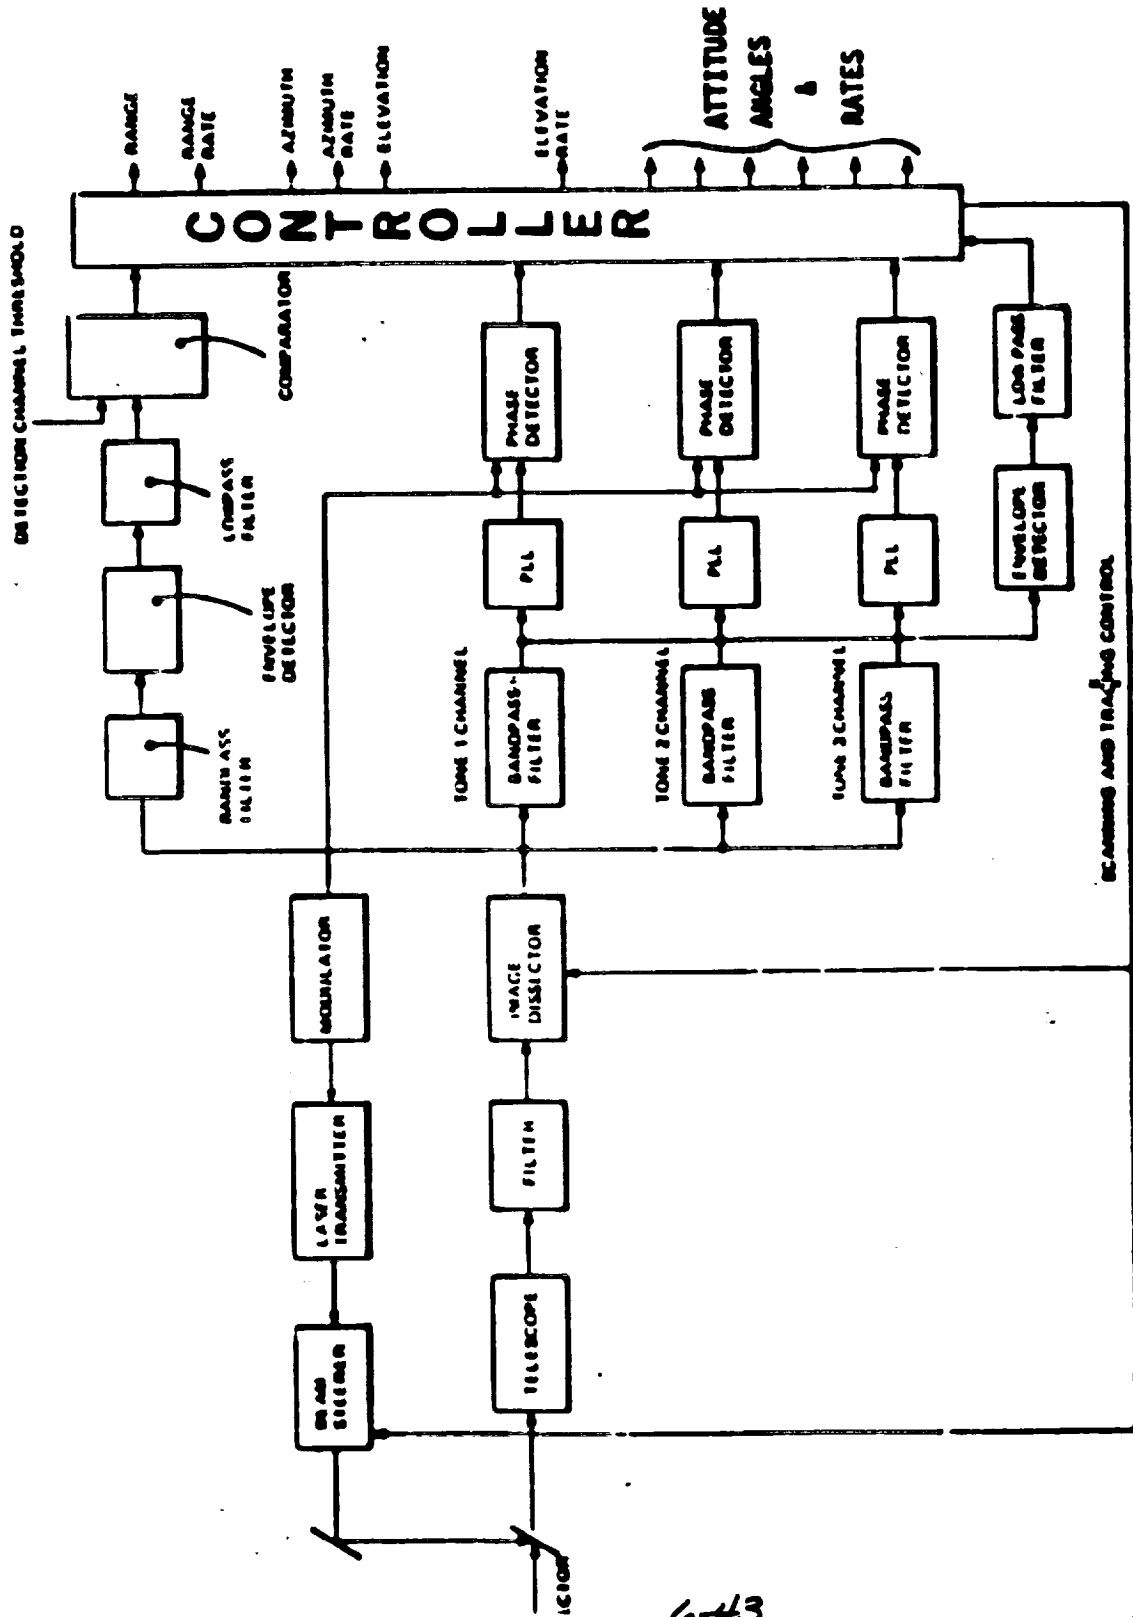 DETECTION CHANNEL THRESHOLD
COMPARATOR
LOWPASS
FILTER
ENVELOPE
DETECTOR
BANDPASS
FILTER
RANGE
RANGE
RATE
AZIMUTH
AZIMUTH
RATE
ELEVATION
ELEVATION
RATE
ATTITUDE
ANGLES
&
RATES
CONTROLLER
MODULATOR
LASER
TRANSMITTER
BEAM
STEERER
TONE 1 CHANNEL
BANDPASS
FILTER
PLL
PHASE
DETECTOR
IMAGE
DISSECTOR
FILTER
TELESCOPE
TONE 2 CHANNEL
BANDPASS
FILTER
PLL
PHASE
DETECTOR
TONE 3 CHANNEL
BANDPASS
FILTER
PLL
PHASE
DETECTOR
ENVELOPE
DETECTOR
LOW PASS
FILTER
SCANNING AND TRACING CONTROL